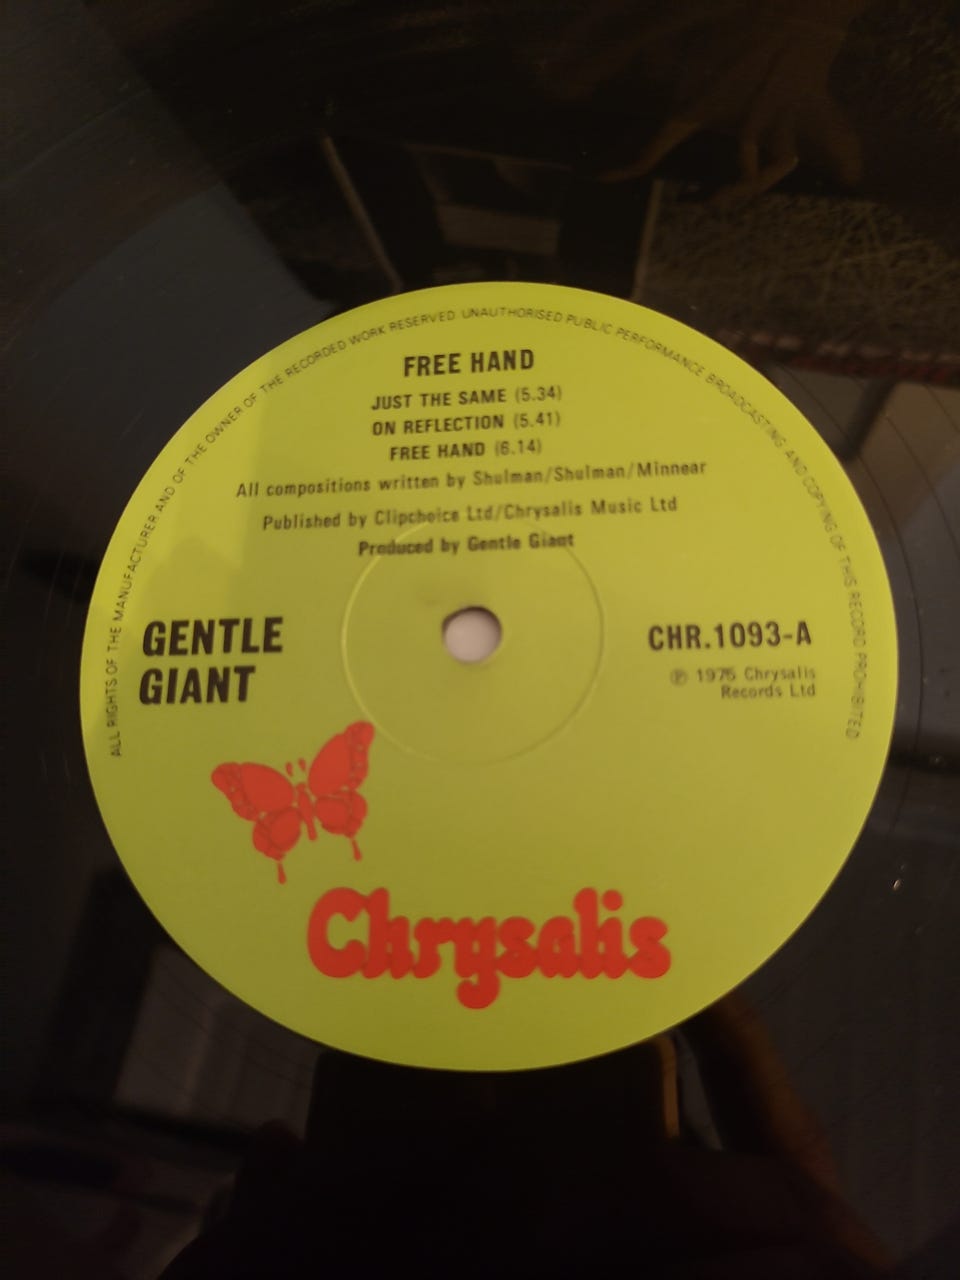 ALL RIGHTS OF THE MANUFACTURER AND OF THE OWNER OF THE RECORDED WORK RESERVED UNAUTHORISED PUBLIC PERFORMANCE BROADCASTING AND COPYING OF THIS RECORD PROHIBITED
FREE HAND
JUST THE SAME (5.34)
ON REFLECTION (5.41)
FREE HAND (6.14)
All compositions written by Shulman/Shulman/Minnear
Published by Clipchoice Ltd/Chrysalis Music Ltd
Produced by Gentle Giant
GENTLE
GIANT
CHR.1093-A
℗ 1975 Chrysalis
Records Ltd
Chrysalis